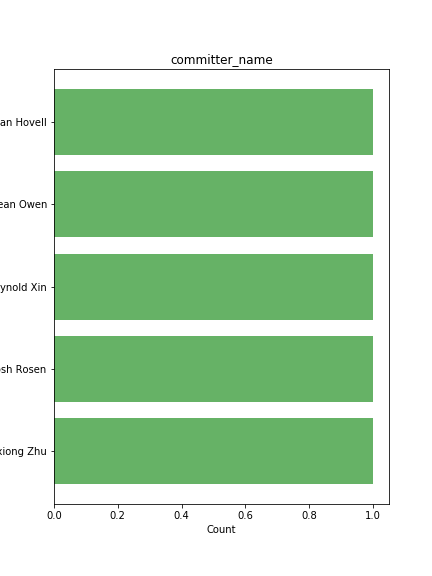 committer_name
an Hovell
ean Owen
ynold Xin
sh Rosen
xiong Zhu
0.0 0.2 0.4 0.6 0.8 1.0
Count